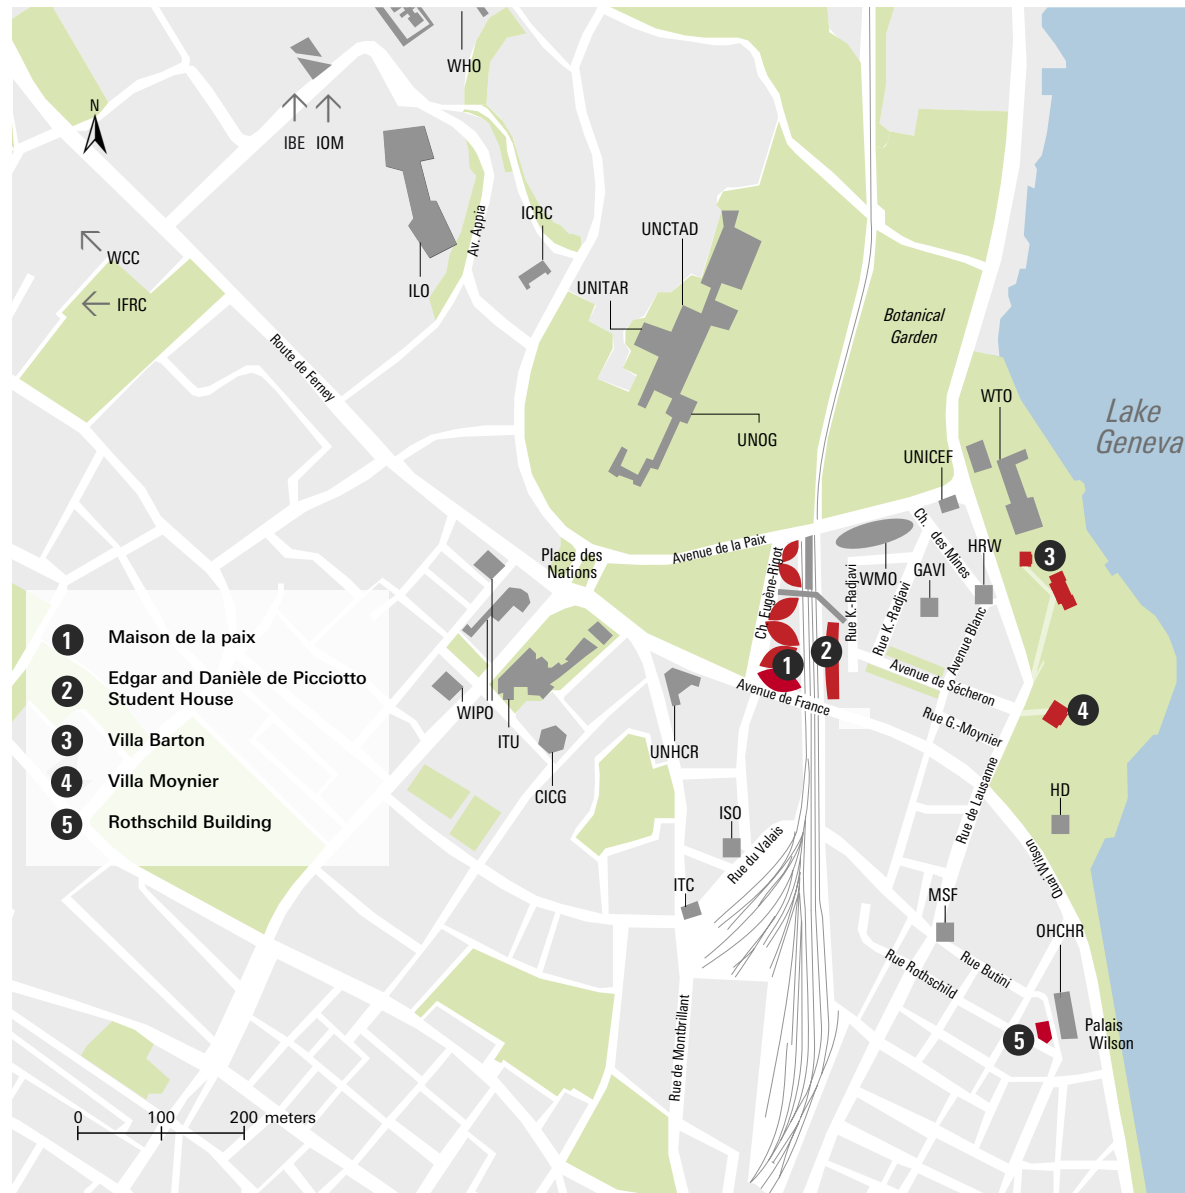 WHO
N
IBE
IOM
WCC
IFRC
ILO
Av. Appia
ICRC
UNCTAD
UNITAR
UNOG
Botanical
Garden
Route de Ferney
WTO
Lake
Geneva
UNICEF
Ch. des Mines
HRW
Avenue de la Paix
Place des
Nations
Ch. Eugène-Rigot
WMO
GAVI
Rue K.-Radjavi
Rue K.-Radjavi
Avenue Blanc
3
1
Maison de la paix
2
Edgar and Danièle de Picciotto
Student House
3
Villa Barton
4
Villa Moynier
5
Rothschild Building
1
2
Avenue de Sécheron
Avenue de France
Rue G.-Moynier
4
WIPO
ITU
UNHCR
CICG
Rue de Lausanne
HD
Quai Wilson
ISO
Rue du Valais
ITC
MSF
OHCHR
Rue Butini
Rue Rothschild
5
Palais
Wilson
Rue de Montbrillant
0
100
200 meters